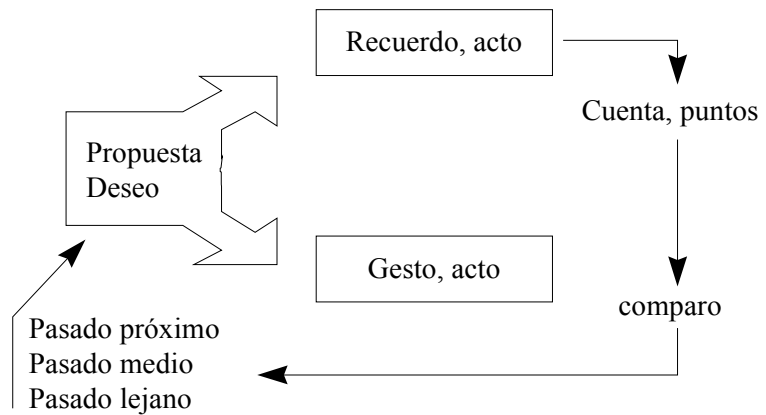 Recuerdo, acto
Cuenta, puntos
Propuesta
Deseo
Gesto, acto
comparo
Pasado próximo
Pasado medio
Pasado lejano